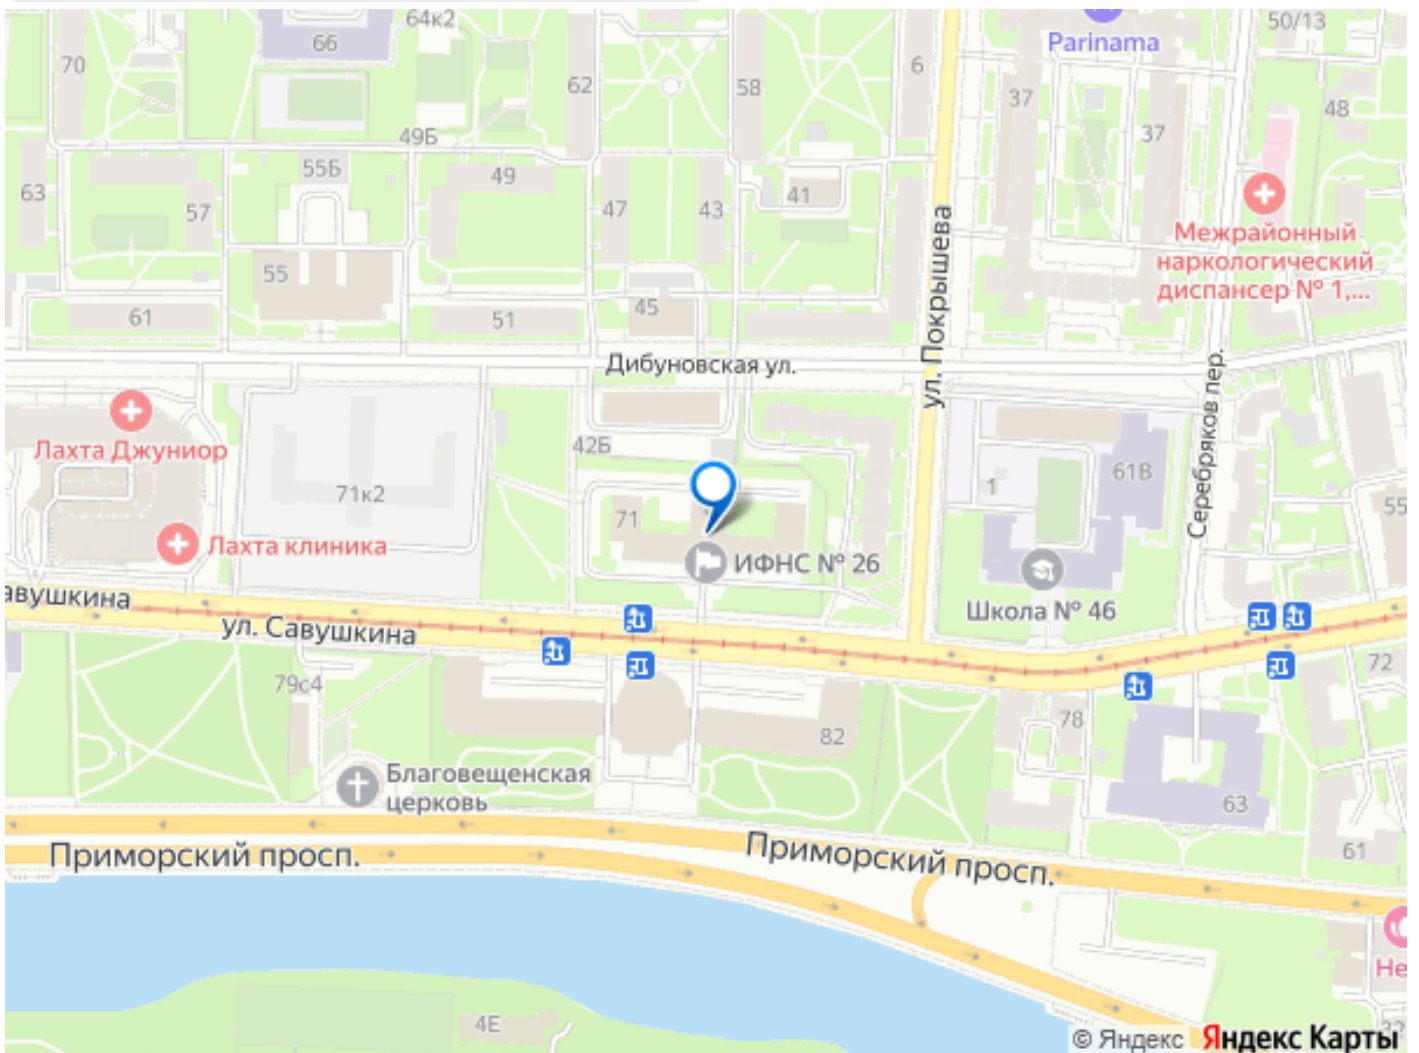 64к2
50/13
66
Parinama
70
62
58
6
37
48
49Б
37
55Б
49
41
63
57
47
43
Межрайонный
наркологический
диспансер № 1,...
55
ул. Покрышева
61
51
45
Дибуновская ул.
Серебряков пер.
Лахта Джуниор
42Б
71к2
1
61В
55
71
Лахта клиника
ИФНС № 26
авушкина
Школа № 46
ул. Савушкина
72
79с4
78
82
Благовещенская
церковь
63
Приморский просп.
Приморский просп.
61
Не
4Е
© Яндекс Яндекс Карты